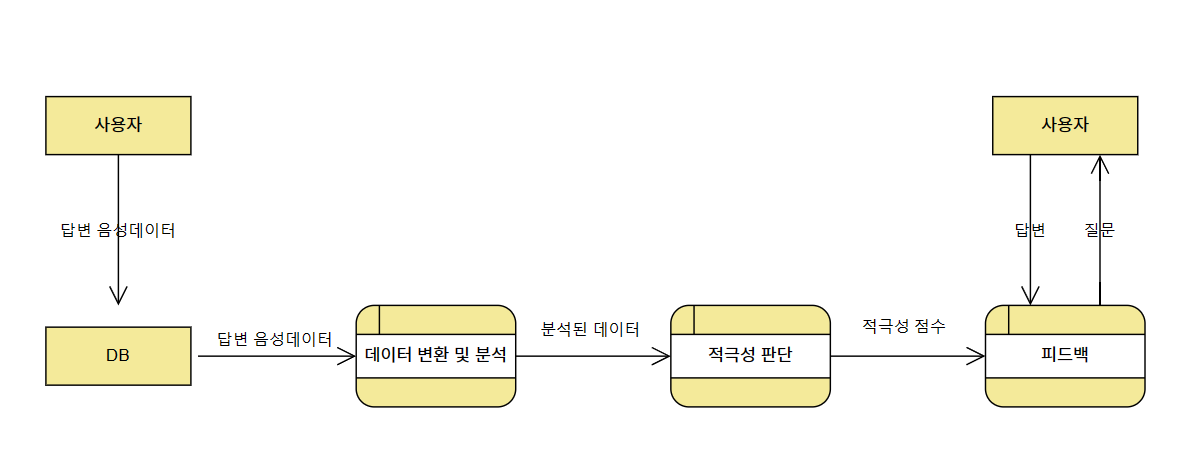 사용자
사용자
답변 음성데이터
답변
질문
DB
답변 음성데이터
데이터 변환 및 분석
분석된 데이터
적극성 판단
적극성 점수
피드백